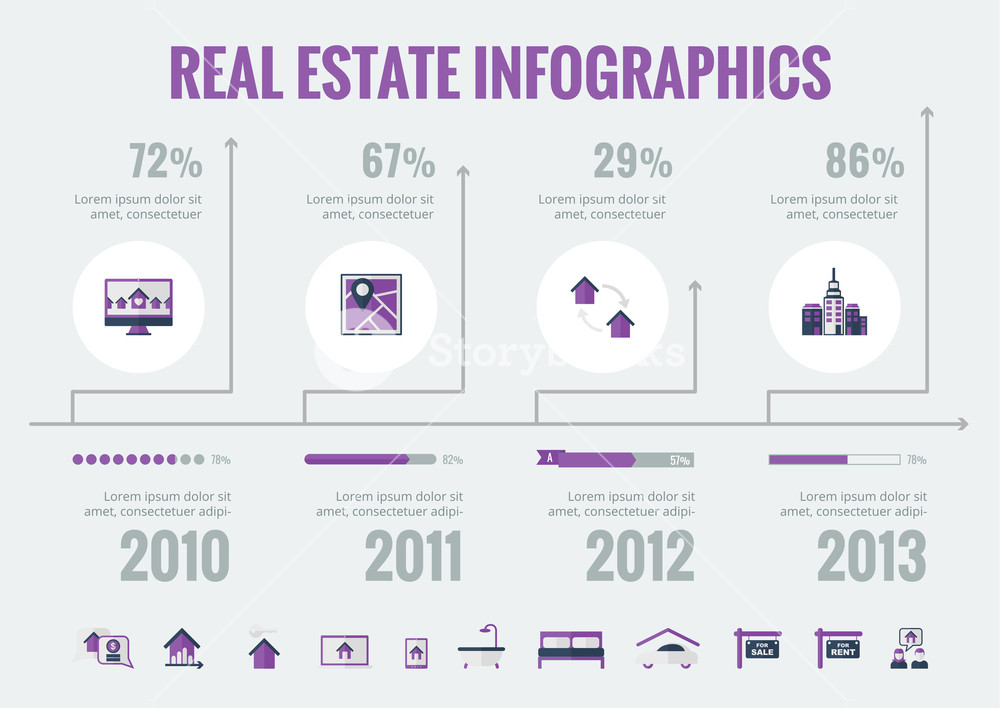 REAL ESTATE INFOGRAPHICS
72%
Lorem ipsum dolor sit
amet, consectetuer
67%
Lorem ipsum dolor sit
amet, consectetuer
29%
Lorem ipsum dolor sit
amet, consectetuer
86%
Lorem ipsum dolor sit
amet, consectetuer
Storyblocks
78%
82%
A
57%
78%
Lorem ipsum dolor sit
amet, consectetuer adipi-
2010
Lorem ipsum dolor sit
amet, consectetuer adipi-
2011
Lorem ipsum dolor sit
amet, consectetuer adipi-
2012
Lorem ipsum dolor sit
amet, consectetuer adipi-
2013
$
FOR
SALE
FOR
RENT